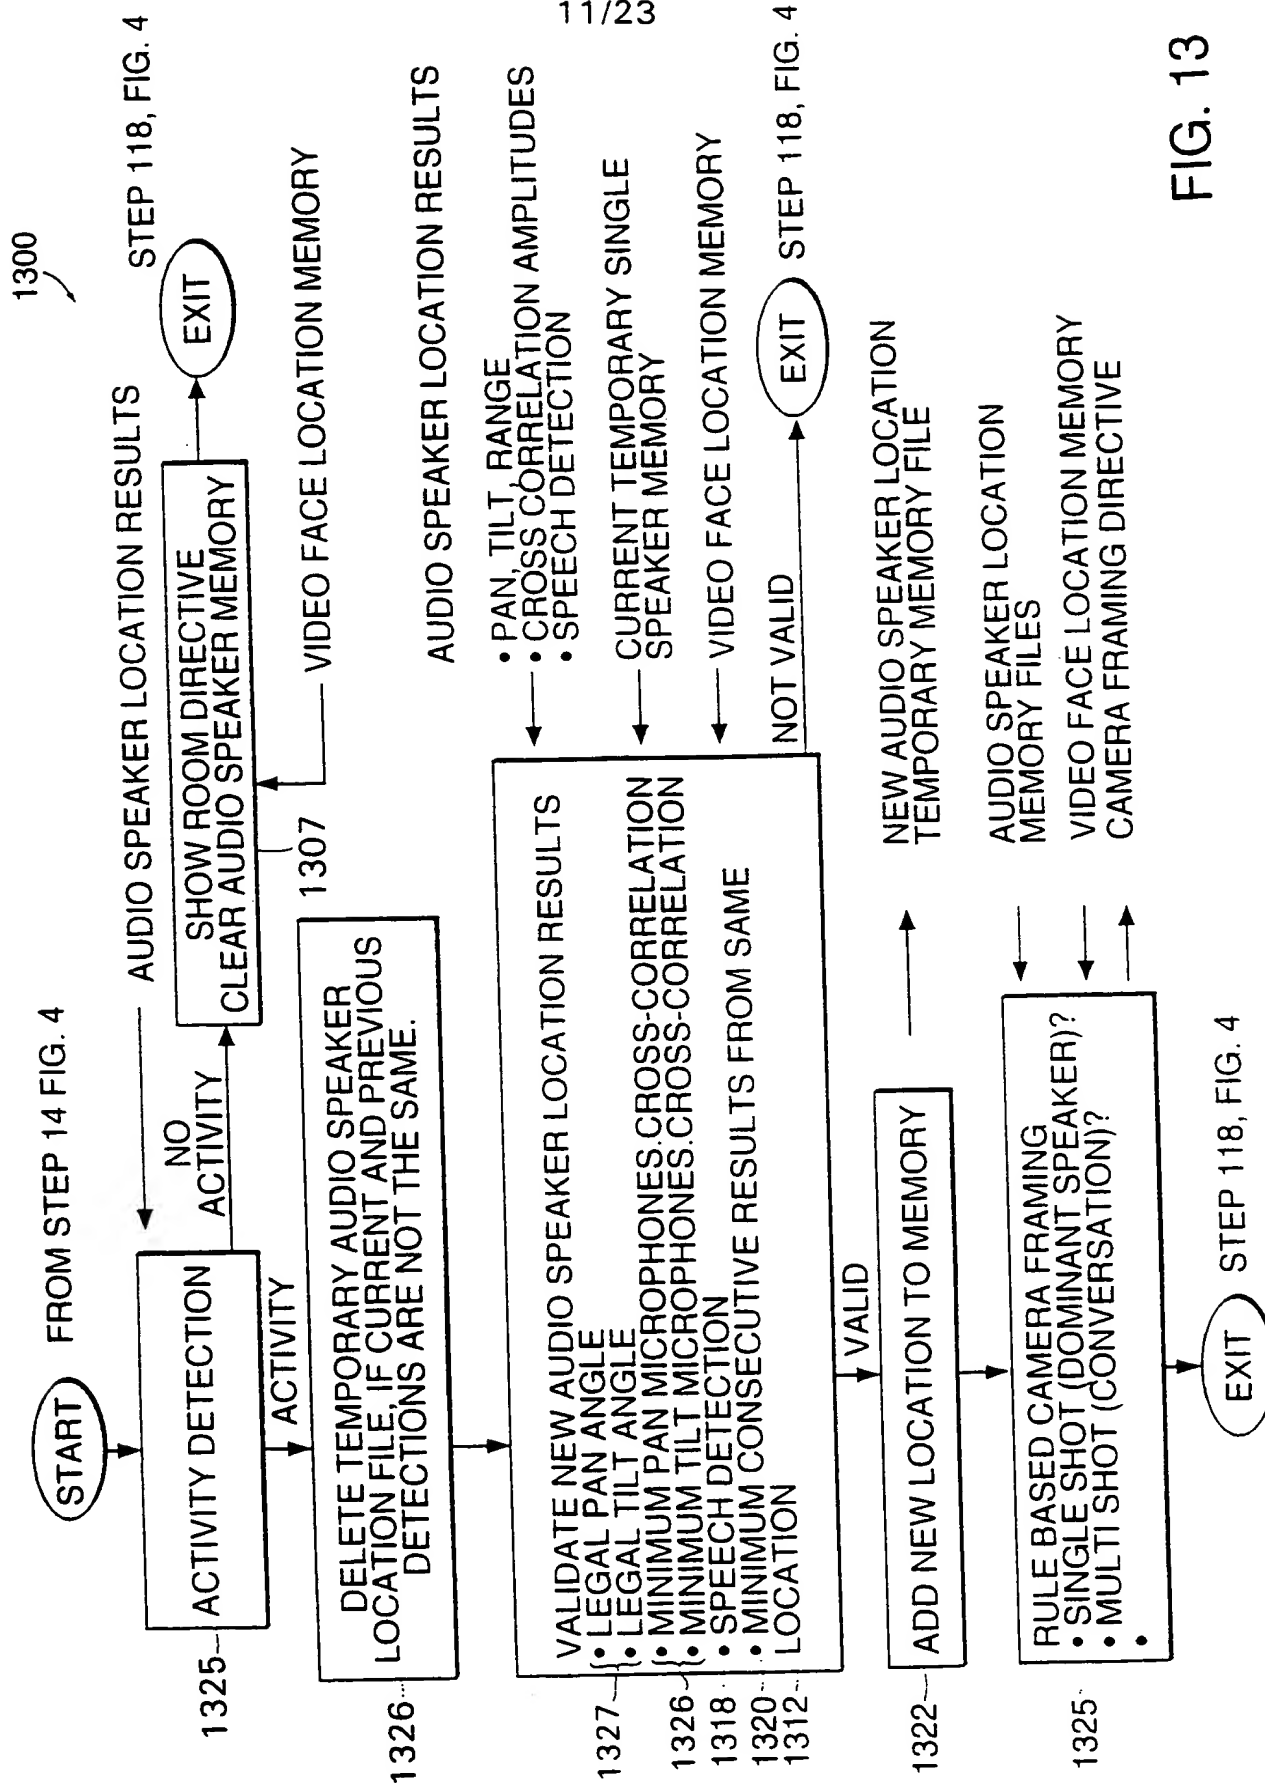 11/23
1300
START
FROM STEP 14 FIG. 4
AUDIO SPEAKER LOCATION RESULTS
1325
ACTIVITY DETECTION
NO
ACTIVITY
SHOW ROOM DIRECTIVE
CLEAR AUDIO SPEAKER MEMORY
1307
EXIT
STEP 118, FIG. 4
VIDEO FACE LOCATION MEMORY
ACTIVITY
1326
DELETE TEMPORARY AUDIO SPEAKER
LOCATION FILE, IF CURRENT AND PREVIOUS
DETECTIONS ARE NOT THE SAME.
AUDIO SPEAKER LOCATION RESULTS
• PAN, TILT, RANGE
• CROSS CORRELATION AMPLITUDES
• SPEECH DETECTION
CURRENT TEMPORARY SINGLE
SPEAKER MEMORY
VIDEO FACE LOCATION MEMORY
VALIDATE NEW AUDIO SPEAKER LOCATION RESULTS
1327
• LEGAL PAN ANGLE
• LEGAL TILT ANGLE
1326
• MINIMUM PAN MICROPHONES.CROSS-CORRELATION
• MINIMUM TILT MICROPHONES.CROSS-CORRELATION
1318
• SPEECH DETECTION
1320
• MINIMUM CONSECUTIVE RESULTS FROM SAME
1312
LOCATION
NOT VALID
EXIT
STEP 118, FIG. 4
VALID
1322
ADD NEW LOCATION TO MEMORY
NEW AUDIO SPEAKER LOCATION
TEMPORARY MEMORY FILE
1325
RULE BASED CAMERA FRAMING
• SINGLE SHOT (DOMINANT SPEAKER)?
• MULTI SHOT (CONVERSATION)?
•
AUDIO SPEAKER LOCATION
MEMORY FILES
VIDEO FACE LOCATION MEMORY
CAMERA FRAMING DIRECTIVE
EXIT
STEP 118, FIG. 4
FIG. 13